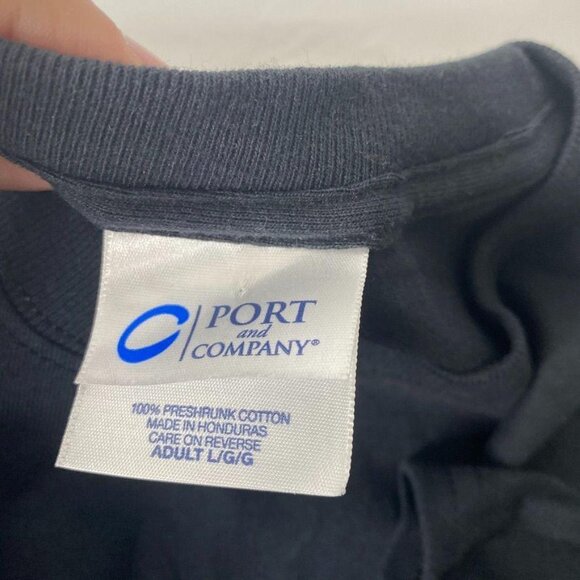 PORT
and
COMPANY®
100% PRESHRUNK COTTON
MADE IN HONDURAS
CARE ON REVERSE
ADULT L/G/G